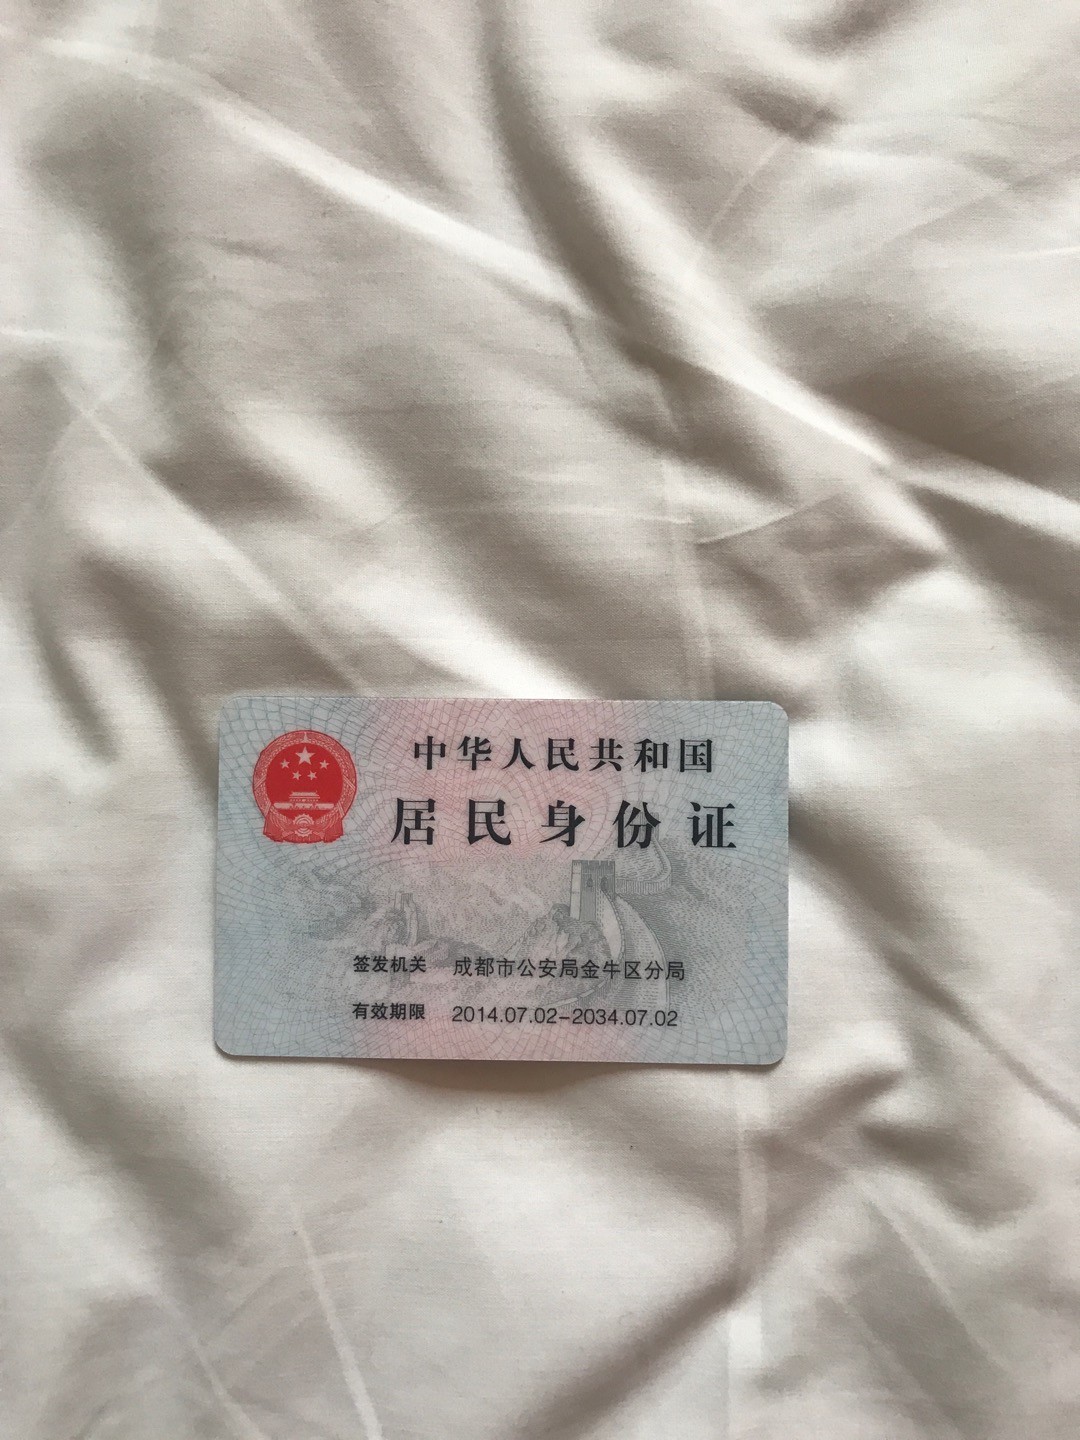 中华人民共和国
居民身份证
签发机关 成都市公安局金牛区分局
有效期限 2014.07.02-2034.07.02